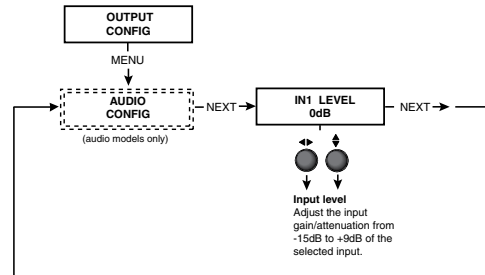 OUTPUT
CONFIG
MENU
AUDIO
CONFIG
(audio models only)
NEXT
IN1 LEVEL
0dB
NEXT
Input level
Adjust the input
gain/attenuation from
-15dB to +9dB of the
selected input.